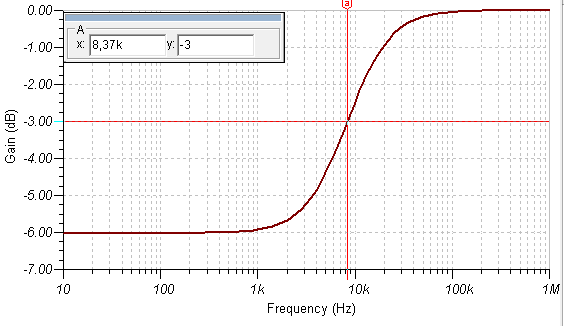 a
A
x: 8,37k y: -3
0.00
-1.00
-2.00
-3.00
-4.00
-5.00
-6.00
-7.00
Gain (dB)
10 100 1k 10k 100k 1M
Frequency (Hz)